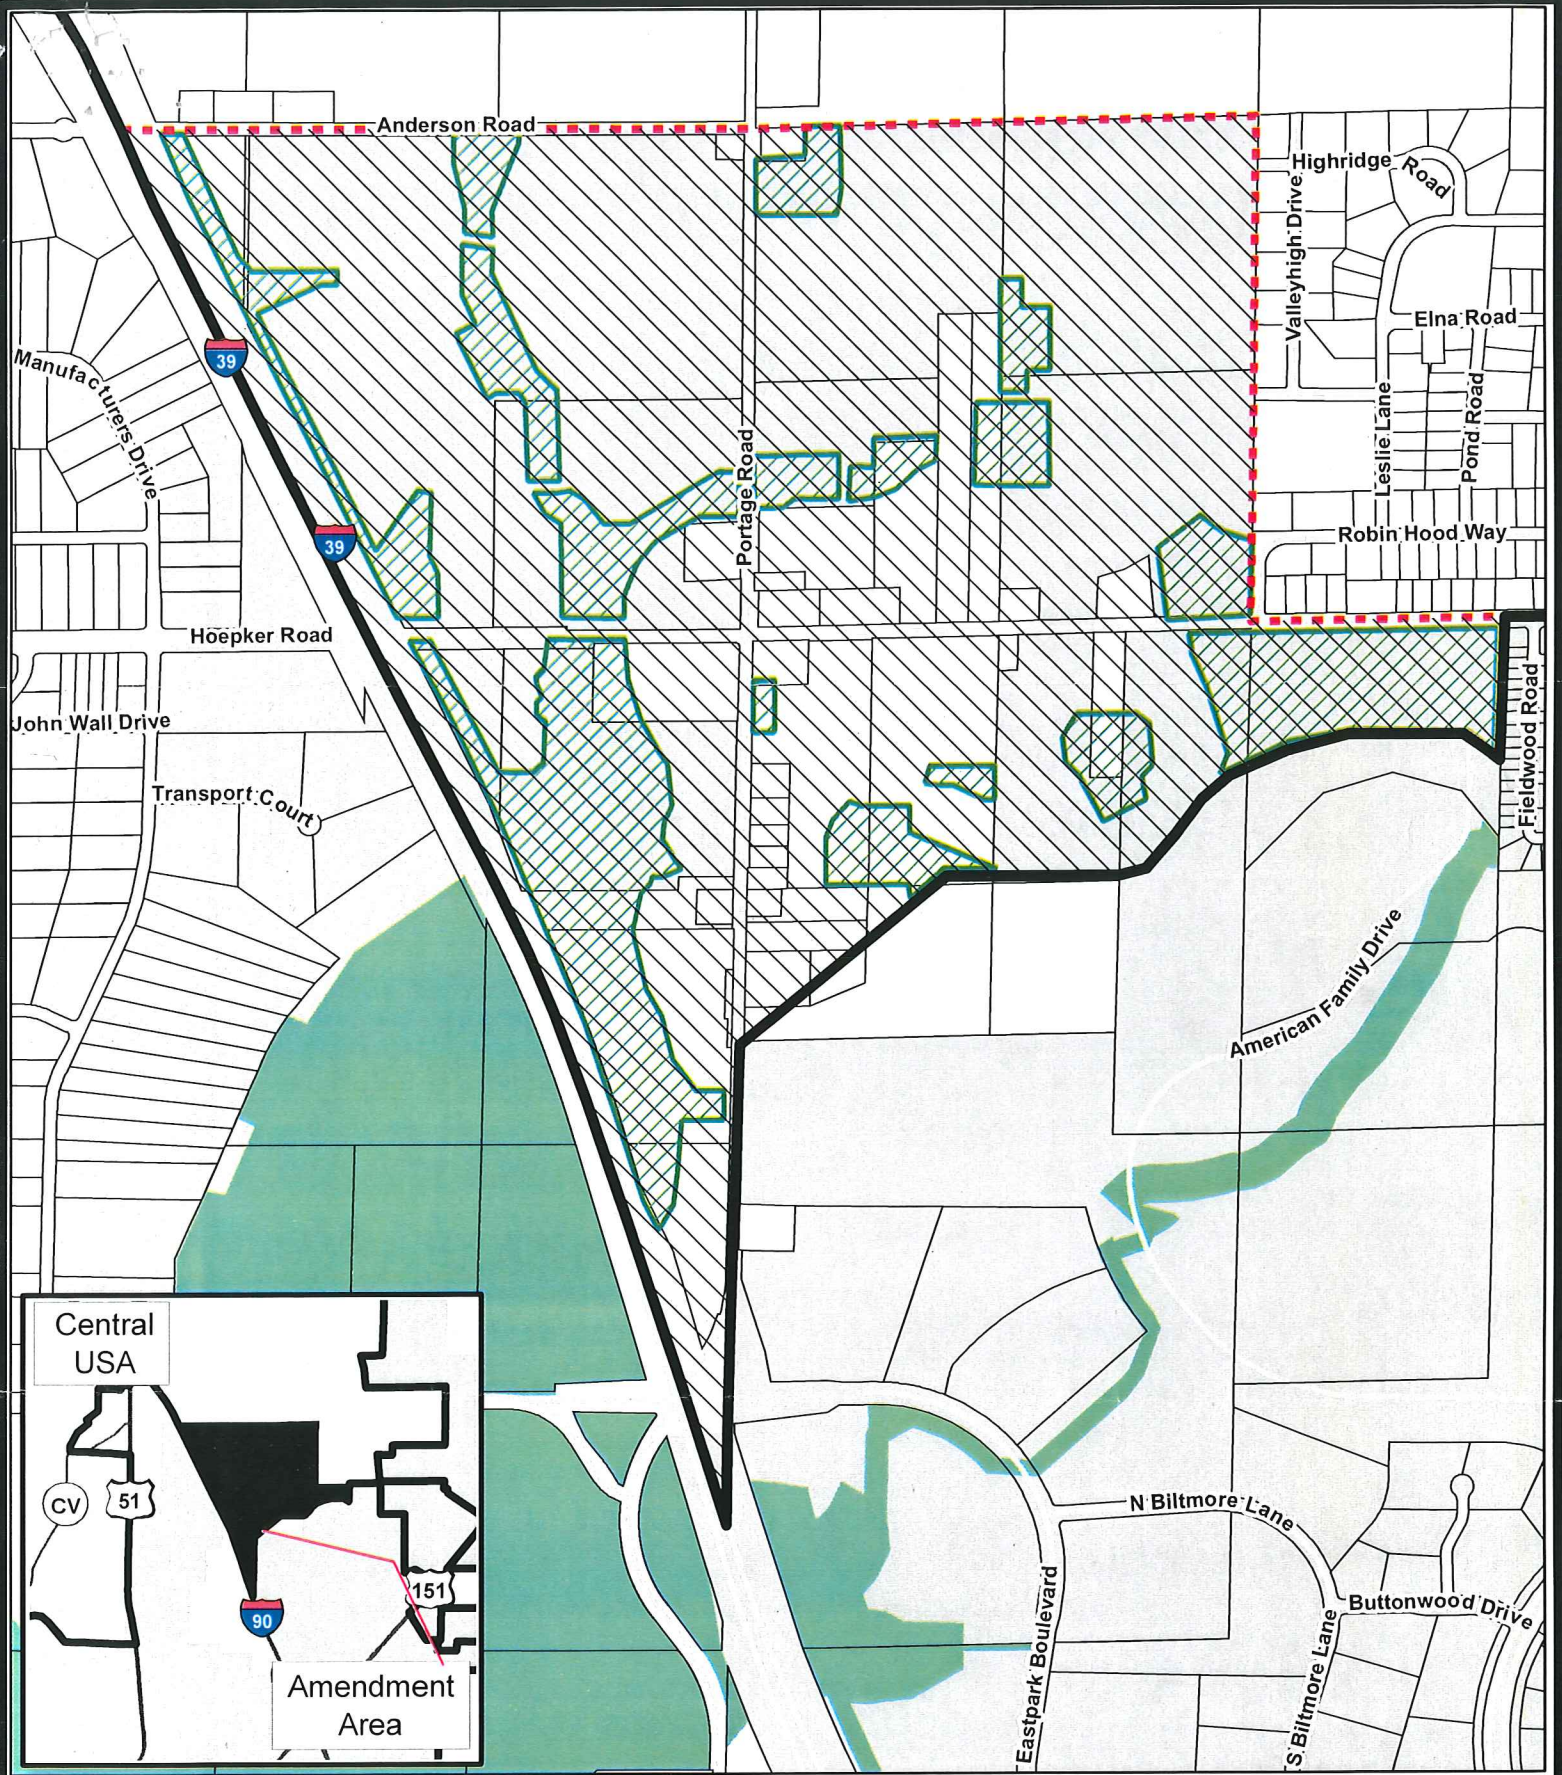 Anderson Road
Highridge Road
Valleyhigh Drive
Elna Road
39
Manufacturers Drive
Leslie Lane
Pond Road
Portage Road
39
Robin Hood Way
Hoepker Road
John Wall Drive
Fieldwood Road
Transport Court
American Family Drive
Central
USA
CV
51
151
90
Amendment
Area
N Biltmore Lane
Eastpark Boulevard
Buttonwood Drive
S Biltmore Lane